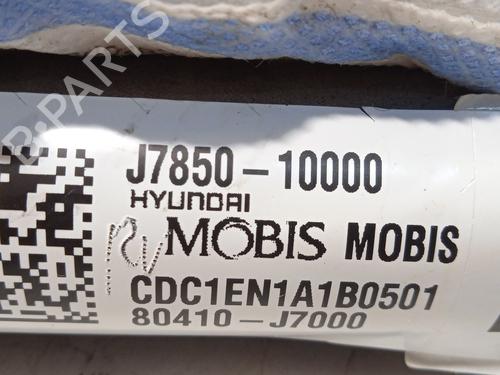 J7850-10000
HYUNDAI
MOBIS MOBIS
CDC1EN1A1B0501
80410-J7000
B-PARTS